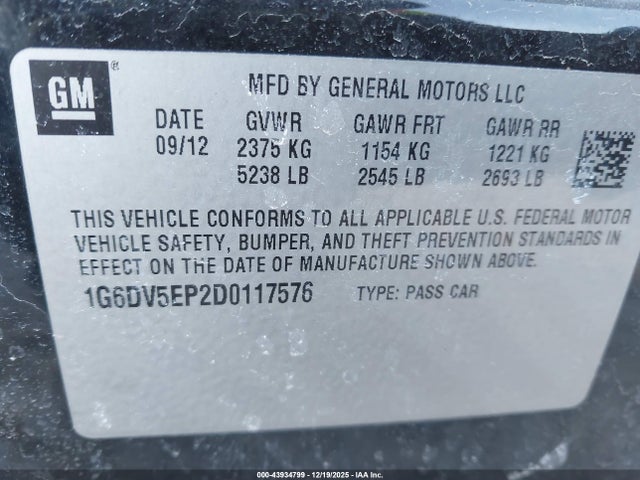 GM®
MFD BY GENERAL MOTORS LLC
DATE GVWR GAWR FRT GAWR RR
09/12 2375 KG 1154 KG 1221 KG
5238 LB 2545 LB 2693 LB
THIS VEHICLE CONFORMS TO ALL APPLICABLE U.S. FEDERAL MOTOR
VEHICLE SAFETY, BUMPER, AND THEFT PREVENTION STANDARDS IN
EFFECT ON THE DATE OF MANUFACTURE SHOWN ABOVE.
1G6DV5EP2D0117576 TYPE: PASS CAR
000-43934799 - 12/19/2025 - IAA Inc.